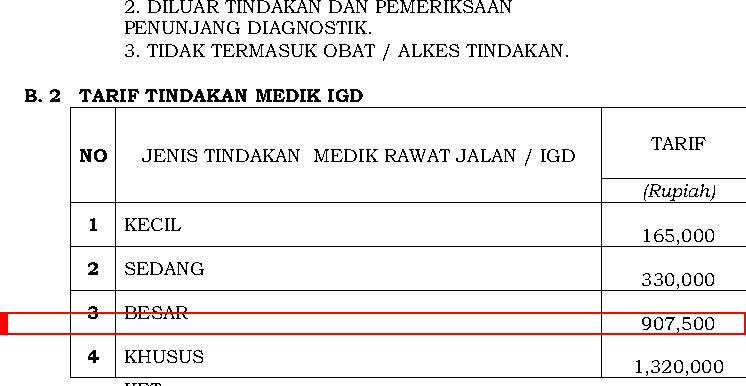 2. DILUAR TINDAKAN DAN PEMERIKSAAN
PENUNJANG DIAGNOSTIK.
3. TIDAK TERMASUK OBAT / ALKES TINDAKAN.
B. 2 TARIF TINDAKAN MEDIK IGD
NO JENIS TINDAKAN MEDIK RAWAT JALAN / IGD TARIF
(Rupiah)
1 KECIL 165,000
2 SEDANG 330,000
3 BESAR 907,500
4 KHUSUS 1,320,000